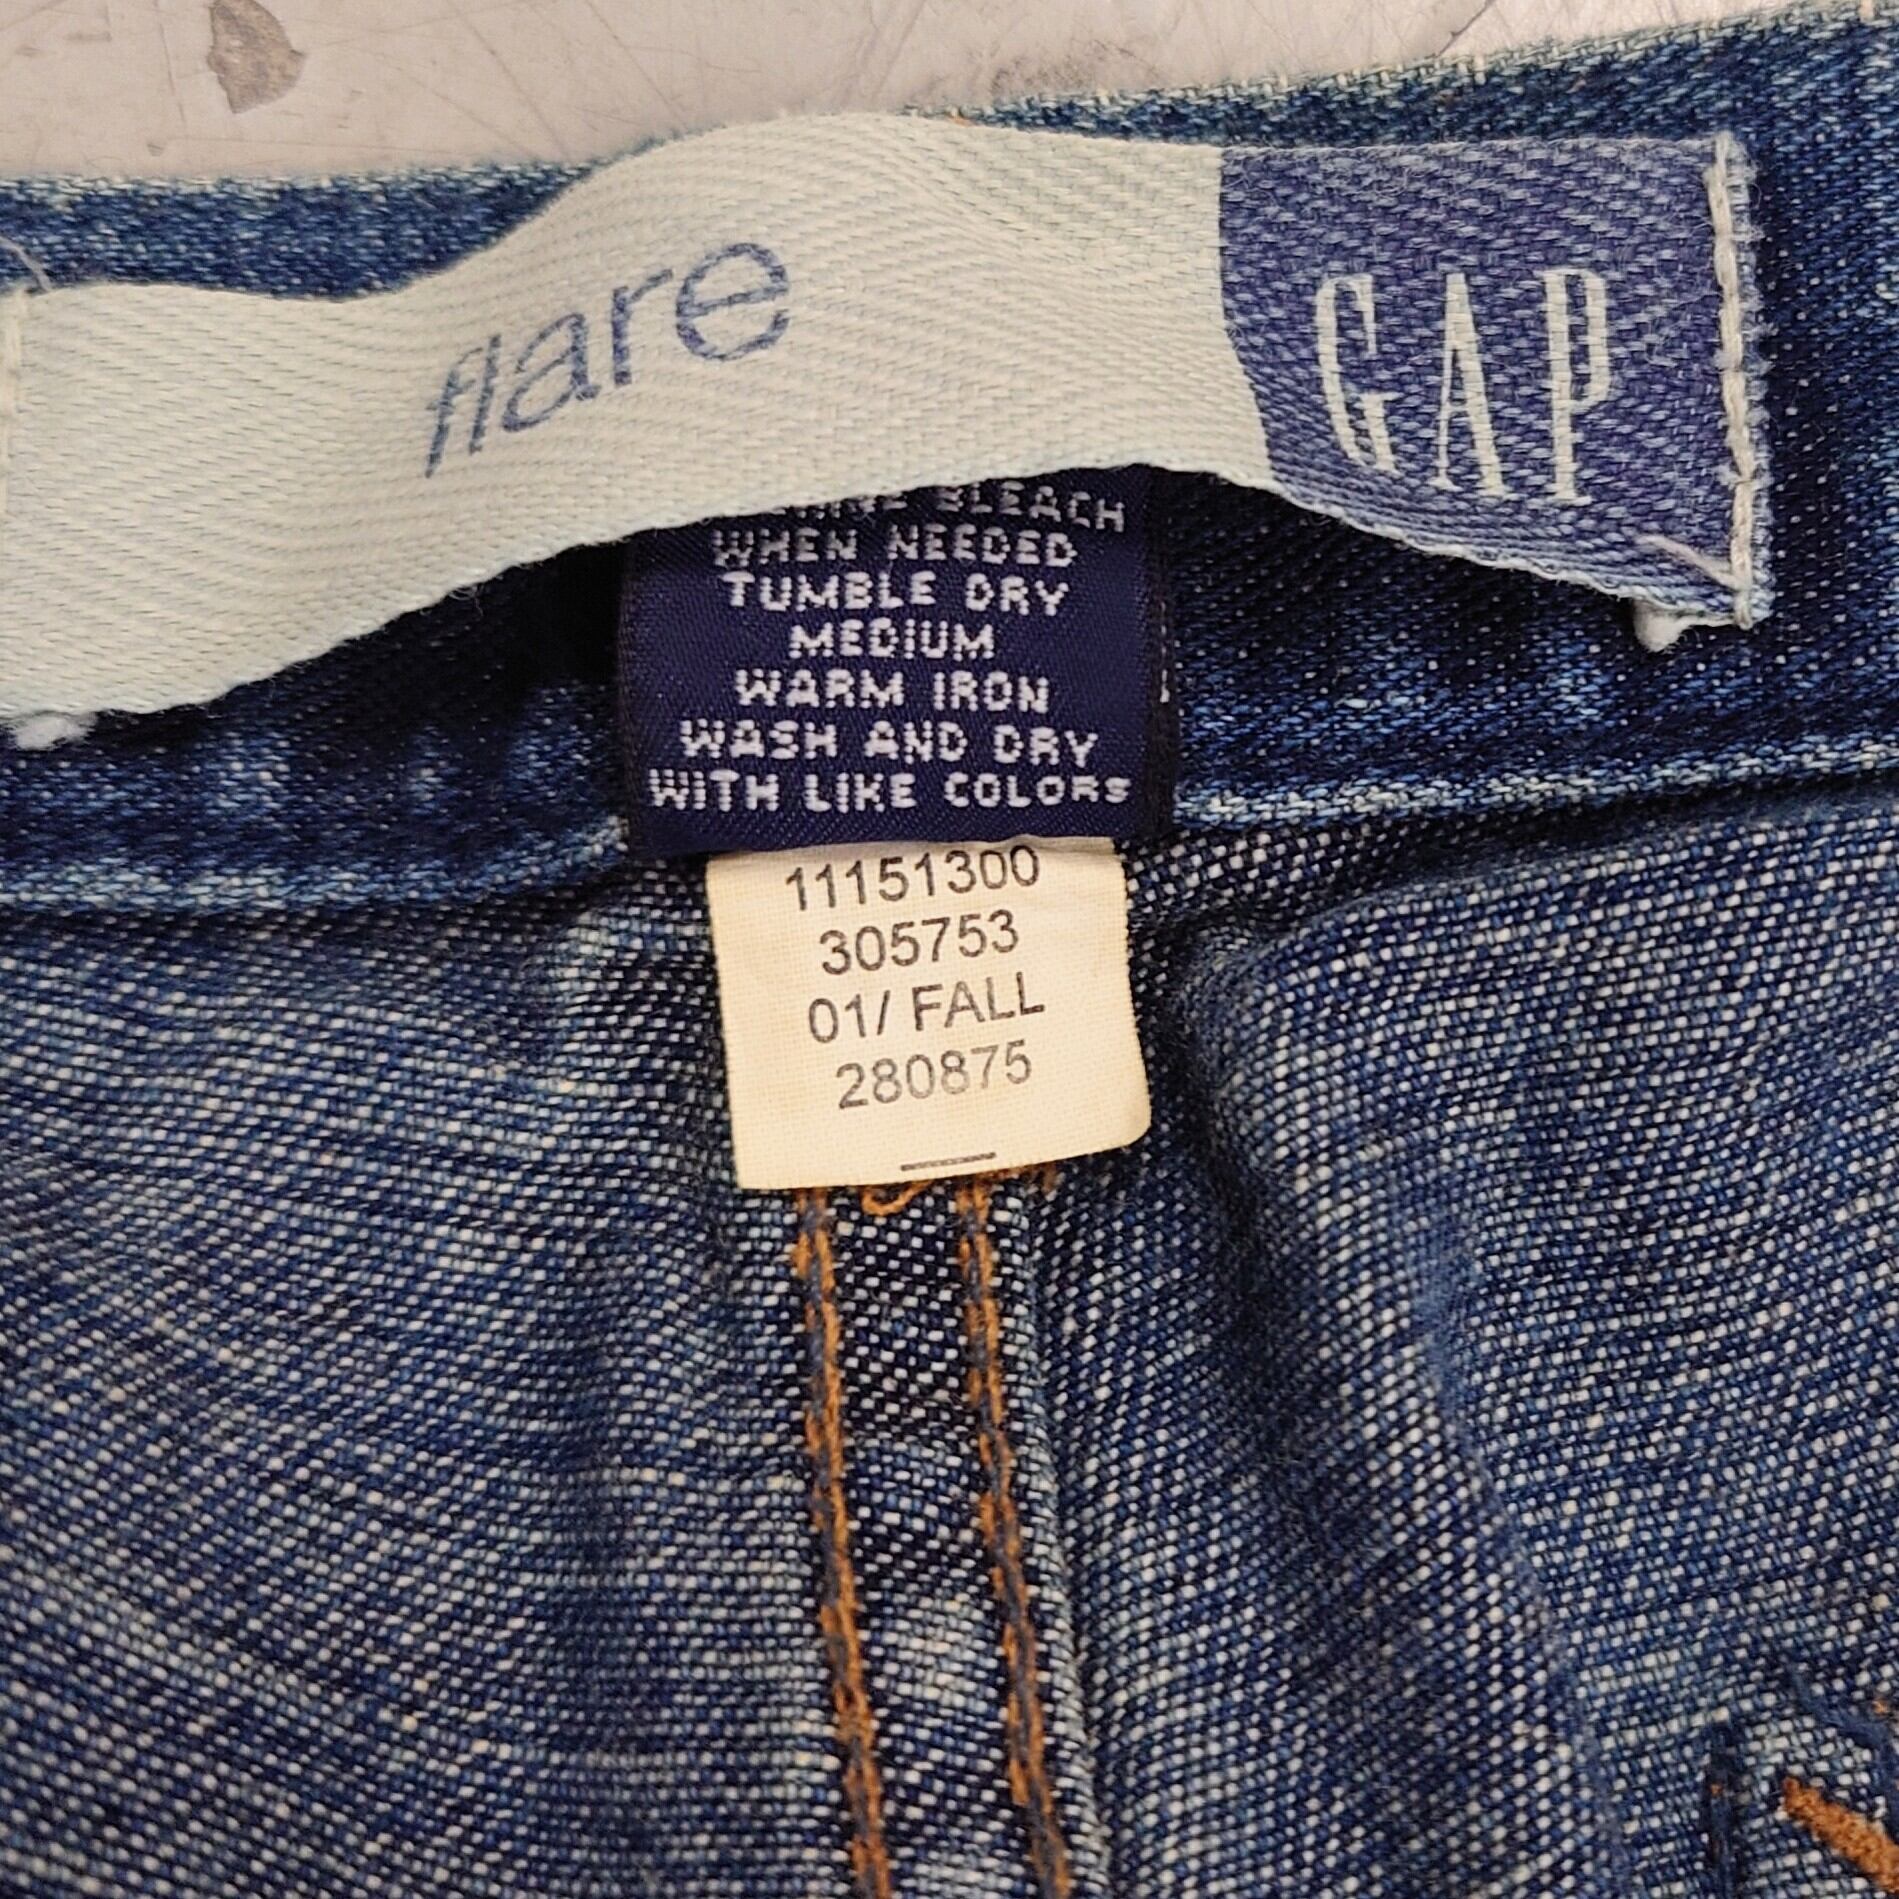 flare GAP
BLEACH
WHEN NEEDED
TUMBLE DRY
MEDIUM
WARM IRON
WASH AND DRY
WITH LIKE COLORS
11151300
305753
01/ FALL
280875